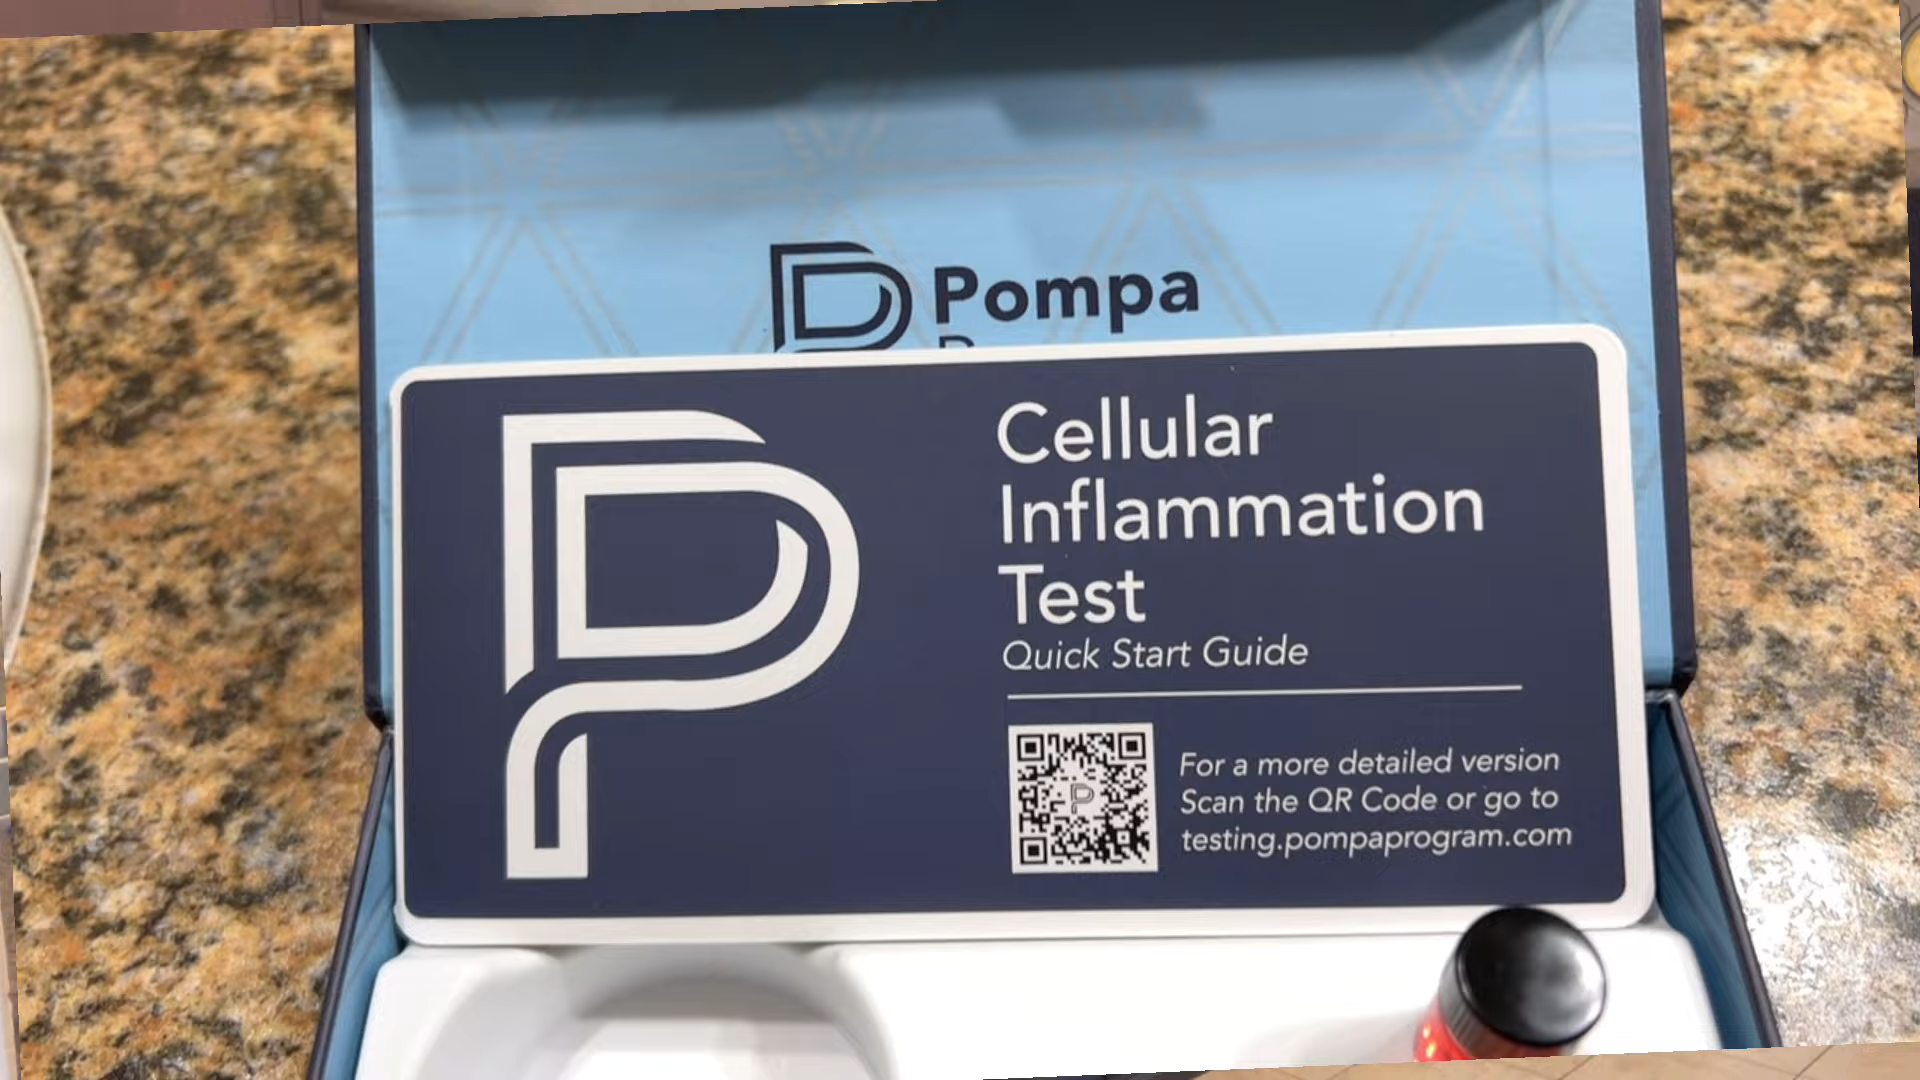 Pompa
Cellular
Inflammation
Test
Quick Start Guide
For a more detailed version
Scan the QR Code or go to
testing.pompaprogram.com